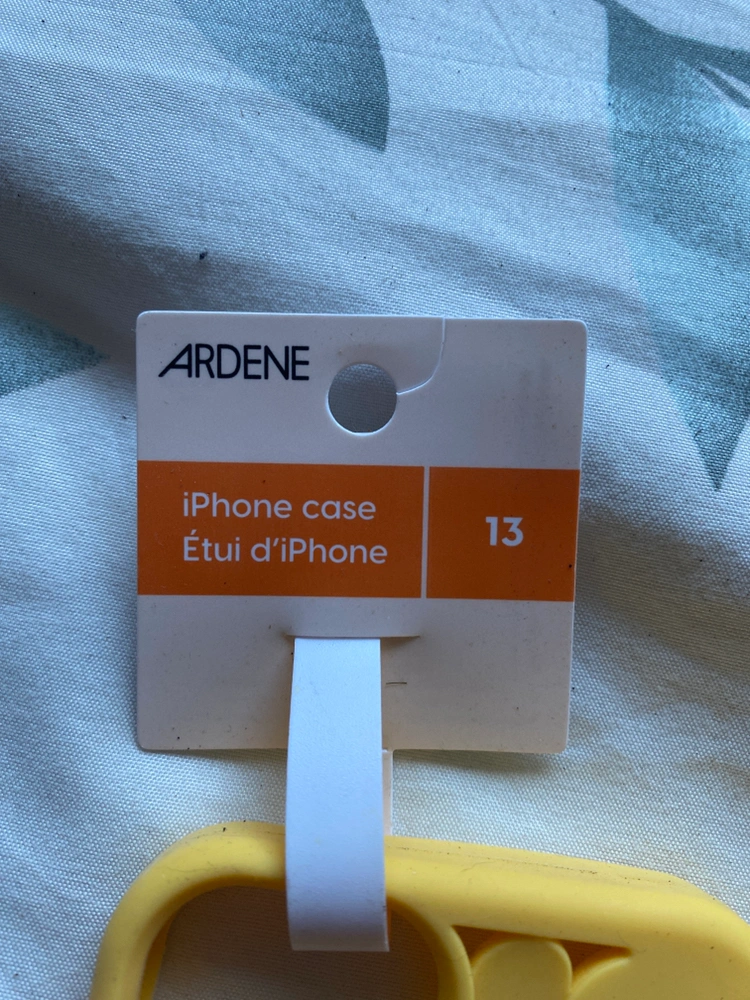 ARDENE
iPhone case
Étui d'iPhone
13